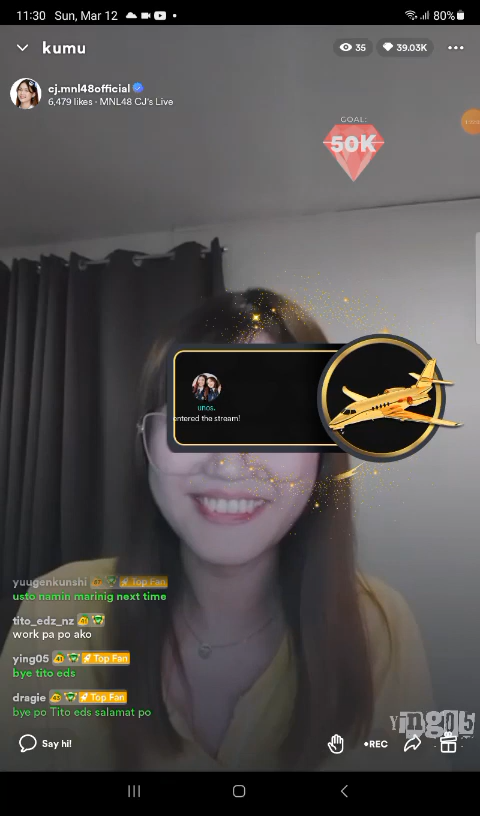 11:30 Sun, Mar 12 80%
kumu
35
39.03K
cj.mnl48official
6,479 likes · MNL48 CJ's Live
GOAL:
50K
unos.
entered the stream!
yuugenkunshi Top Fan
usto namin marinig next time
tito_edz_nz
work pa po ako
ying05 Top Fan
bye tito eds
dragie Top Fan
bye po Tito eds salamat po
Ying05
Say hi!
•REC